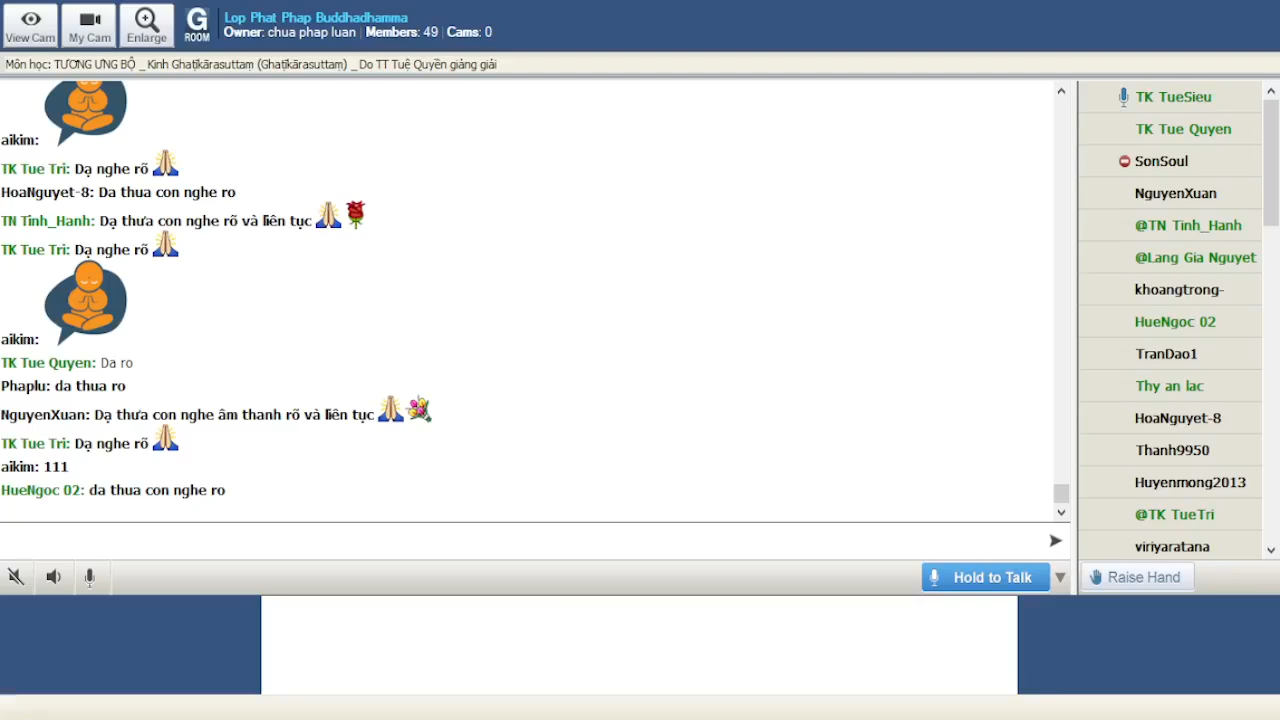 View Cam
My Cam
Enlarge
G ROOM
Lop Phat Phap Buddhadhamma
Owner: chua phap luan | Members: 49 | Cams: 0
Môn học: TƯƠNG ƯNG BỘ _ Kinh Ghaṭikārasuttaṃ (Ghaṭikārasuttaṃ) _ Do TT Tuệ Quyền giảng giải
aikim:
TK Tue Tri: Dạ nghe rõ
HoaNguyet-8: Da thua con nghe ro
TN Tinh_Hanh: Dạ thưa con nghe rõ và liên tục
TK Tue Tri: Dạ nghe rõ
aikim:
TK Tue Quyen: Da ro
Phaplu: da thua ro
NguyenXuan: Dạ thưa con nghe âm thanh rõ và liên tục
TK Tue Tri: Dạ nghe rõ
aikim: 111
HueNgoc 02: da thua con nghe ro
Hold to Talk
TK TueSieu
TK Tue Quyen
SonSoul
NguyenXuan
@TN Tinh_Hanh
@Lang Gia Nguyet
khoangtrong-
HueNgoc 02
TranDao1
Thy an lac
HoaNguyet-8
Thanh9950
Huyenmong2013
@TK TueTri
viriyaratana
Raise Hand